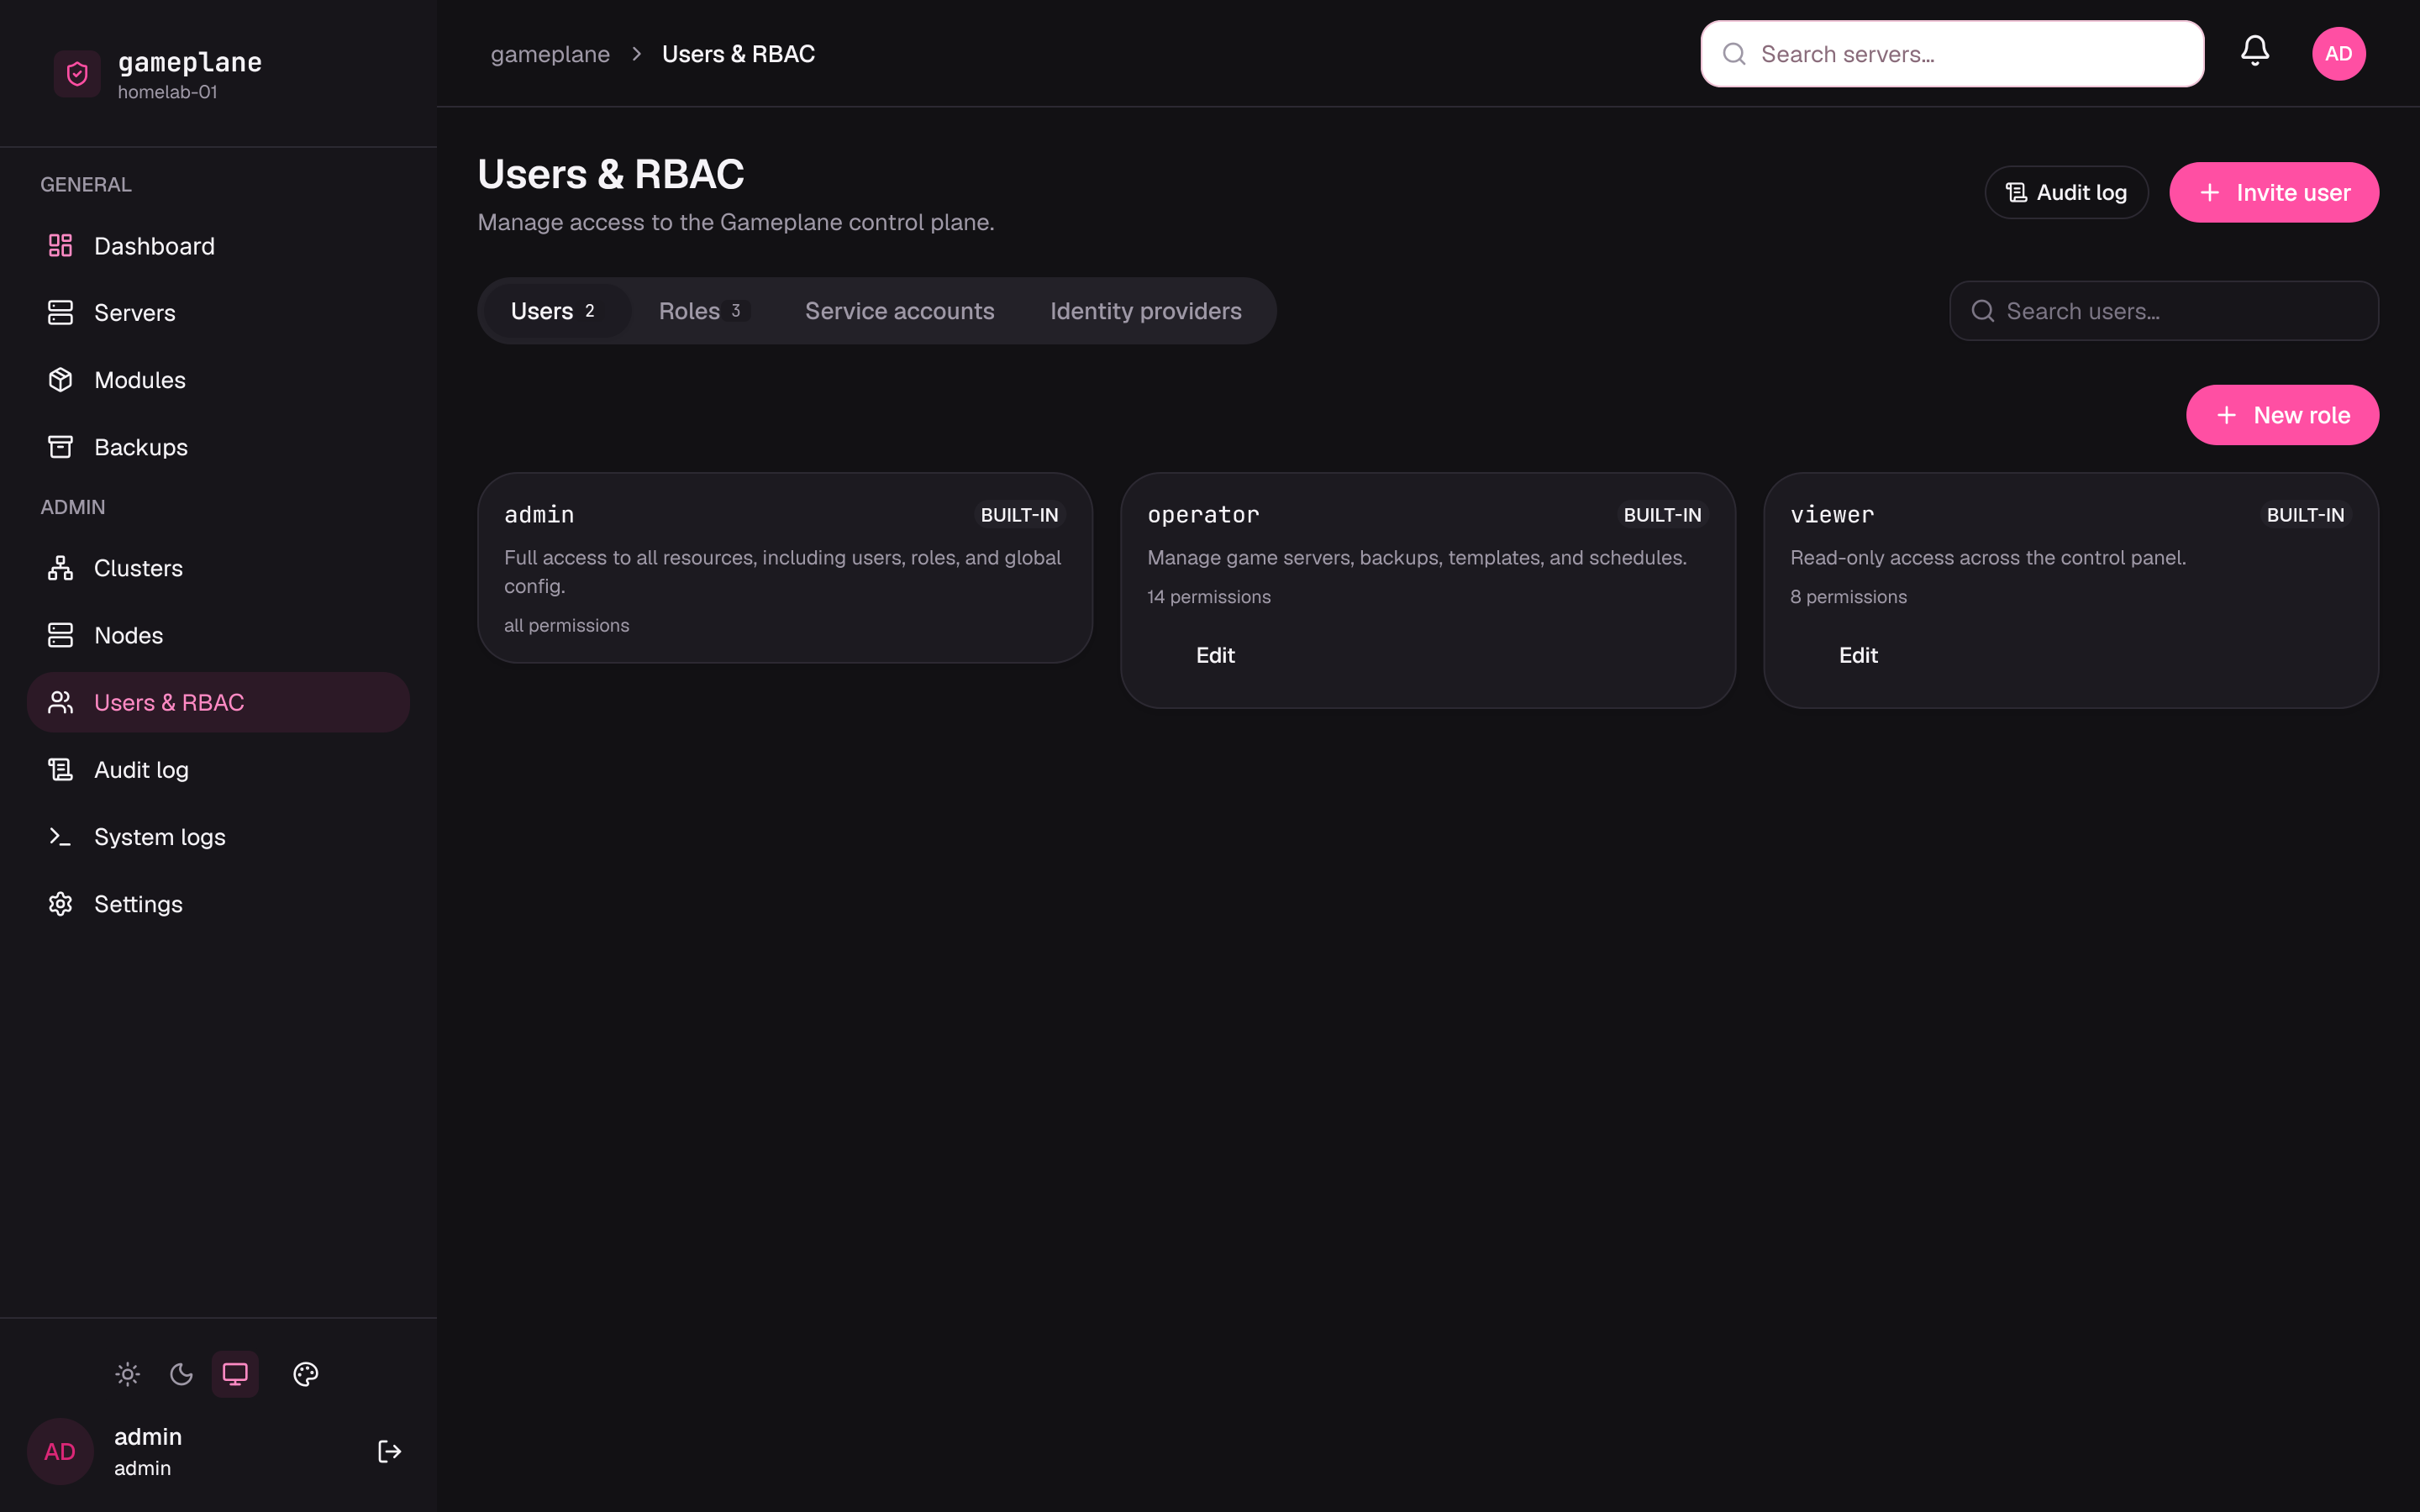 gameplane
homelab-01
GENERAL
Dashboard
Servers
Modules
Backups
ADMIN
Clusters
Nodes
Users & RBAC
Audit log
System logs
Settings
AD
admin
admin
gameplane > Users & RBAC
Search servers...
AD
Users & RBAC
Manage access to the Gameplane control plane.
Audit log
Invite user
Users 2
Roles 3
Service accounts
Identity providers
Search users...
New role
admin
BUILT-IN
Full access to all resources, including users, roles, and global
config.
all permissions
operator
BUILT-IN
Manage game servers, backups, templates, and schedules.
14 permissions
Edit
viewer
BUILT-IN
Read-only access across the control panel.
8 permissions
Edit